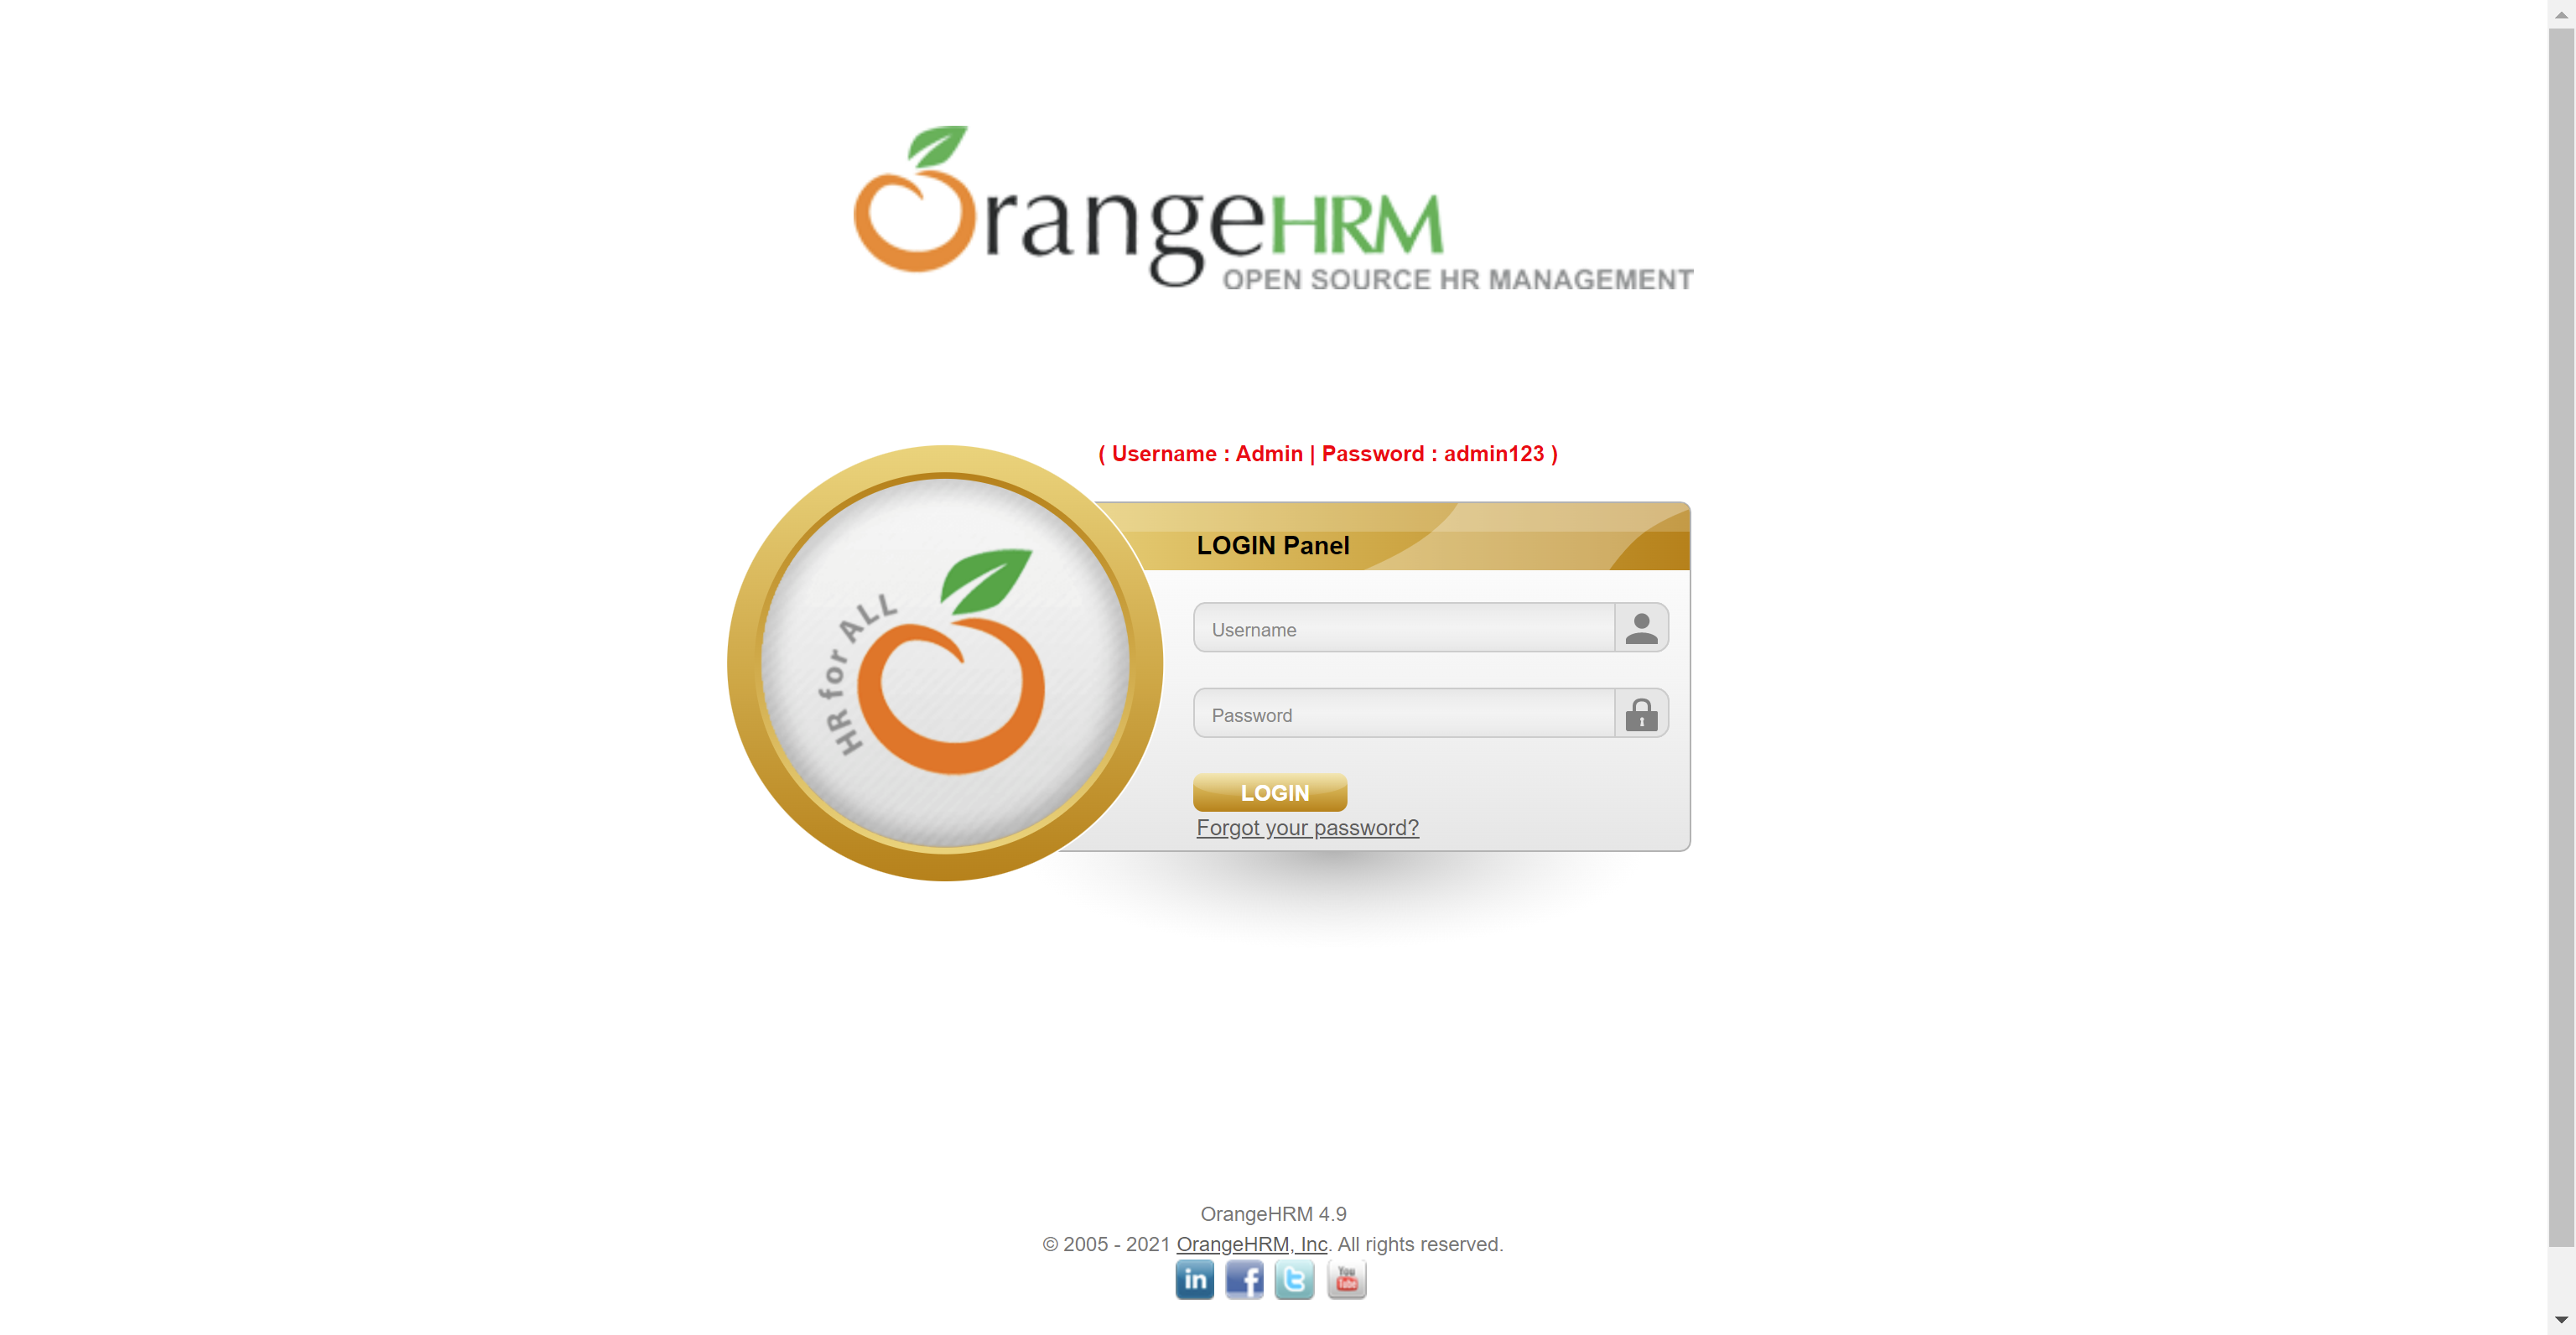 OrangeHRM
OPEN SOURCE HR MANAGEMENT
( Username : Admin | Password : admin123 )
LOGIN Panel
HR for ALL
Username
Password
LOGIN
Forgot your password?
OrangeHRM 4.9
© 2005 - 2021 OrangeHRM, Inc. All rights reserved.
in f t You Tube